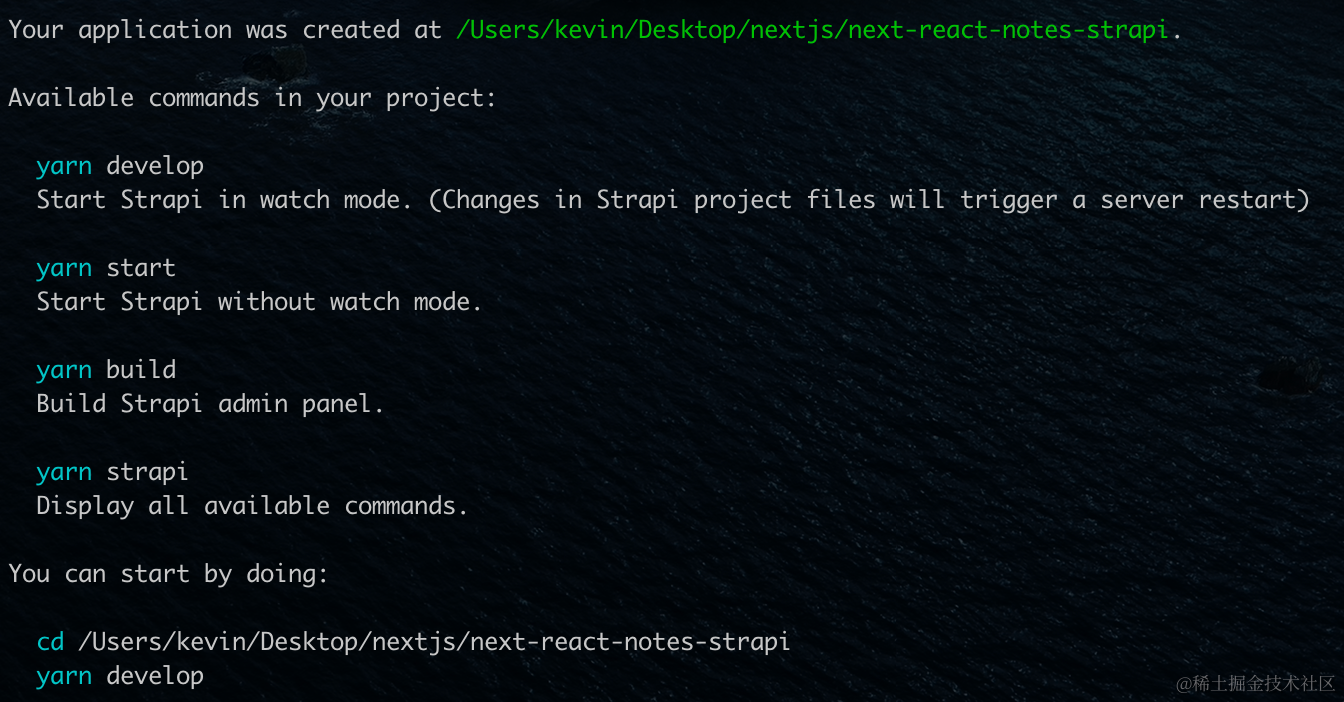 Your application was created at /Users/kevin/Desktop/nextjs/next-react-notes-strapi.
Available commands in your project:
yarn develop
Start Strapi in watch mode. (Changes in Strapi project files will trigger a server restart)
yarn start
Start Strapi without watch mode.
yarn build
Build Strapi admin panel.
yarn strapi
Display all available commands.
You can start by doing:
cd /Users/kevin/Desktop/nextjs/next-react-notes-strapi
yarn develop
@稀土掘金技术社区